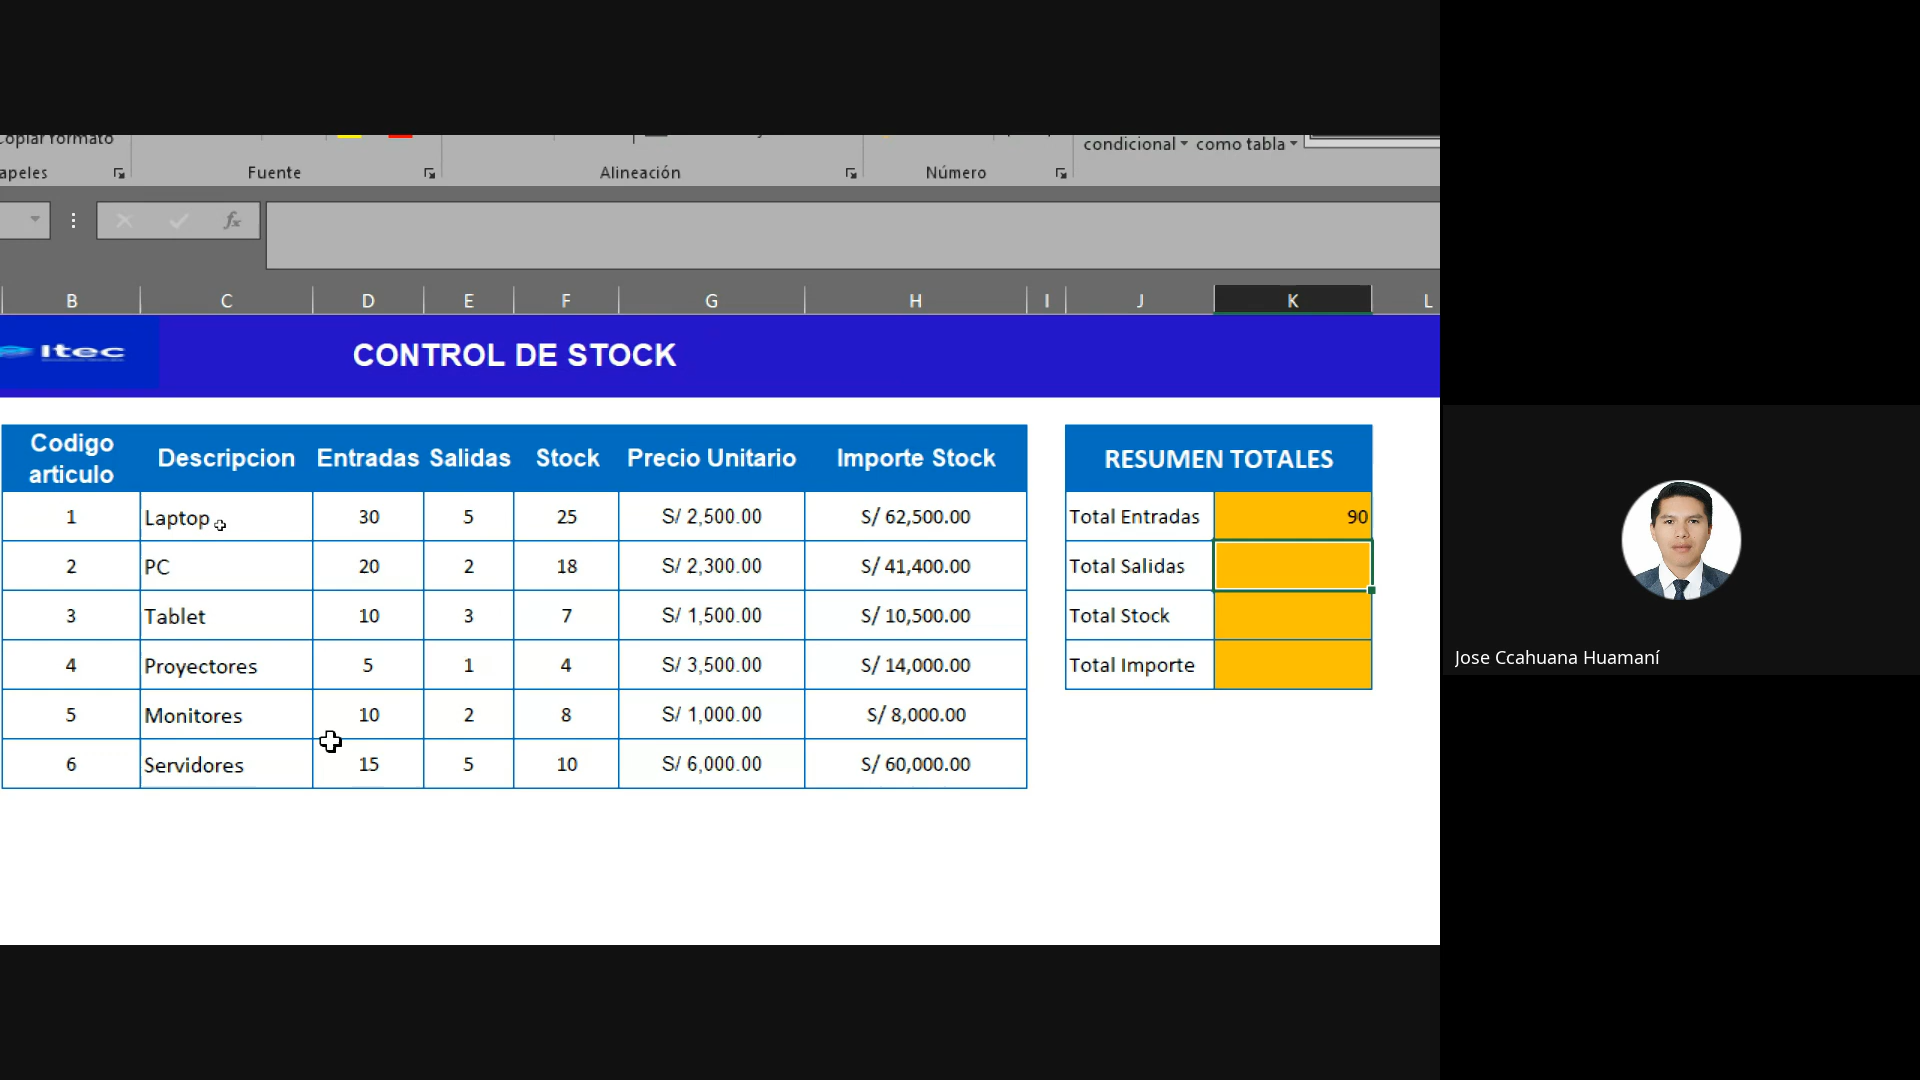 copiar formato
condicional como tabla
apeles Fuente Alineación Número
fx
B C D E F G H I J K L
Itec CONTROL DE STOCK
Codigo articulo Descripcion Entradas Salidas Stock Precio Unitario Importe Stock RESUMEN TOTALES
1 Laptop 30 5 25 S/ 2,500.00 S/ 62,500.00 Total Entradas 90
2 PC 20 2 18 S/ 2,300.00 S/ 41,400.00 Total Salidas
3 Tablet 10 3 7 S/ 1,500.00 S/ 10,500.00 Total Stock
4 Proyectores 5 1 4 S/ 3,500.00 S/ 14,000.00 Total Importe
5 Monitores 10 2 8 S/ 1,000.00 S/ 8,000.00
6 Servidores 15 5 10 S/ 6,000.00 S/ 60,000.00
Jose Ccahuana Huamaní